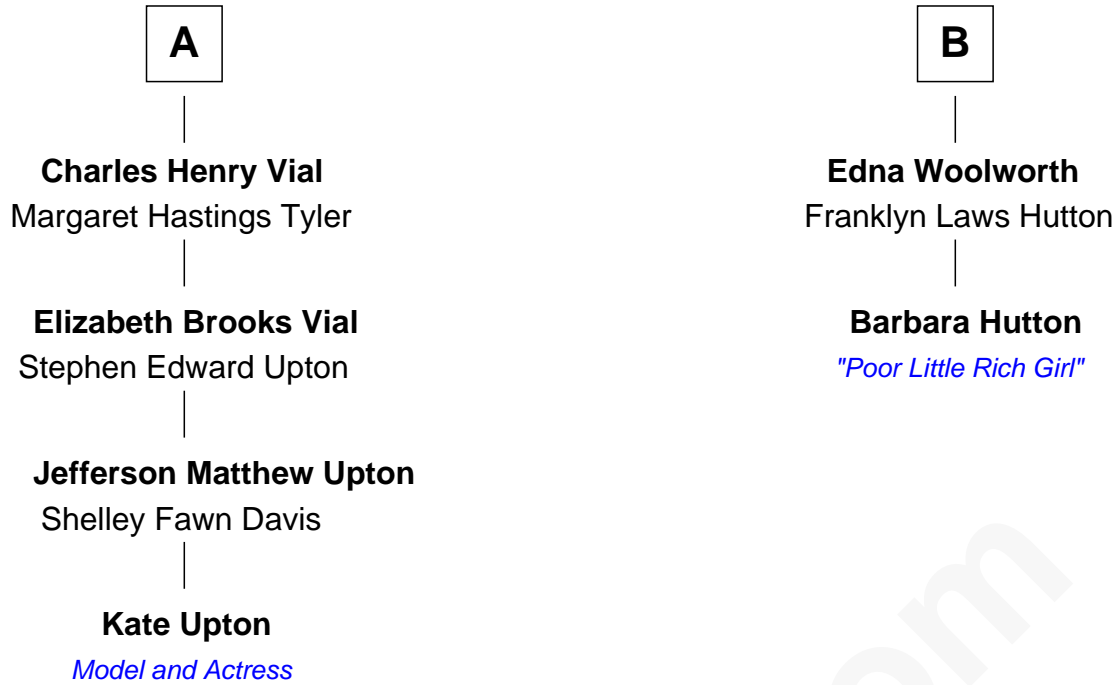 A
Charles Henry Vial
Margaret Hastings Tyler
Elizabeth Brooks Vial
Stephen Edward Upton
Jefferson Matthew Upton
Shelley Fawn Davis
Kate Upton
Model and Actress
B
Edna Woolworth
Franklyn Laws Hutton
Barbara Hutton
"Poor Little Rich Girl"
om